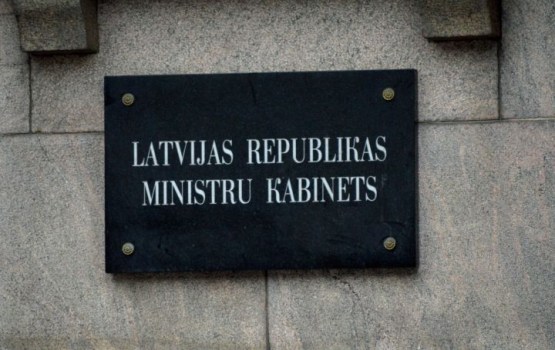 LATVIJAS REPUBLIKAS
MINISTRU KABINETS